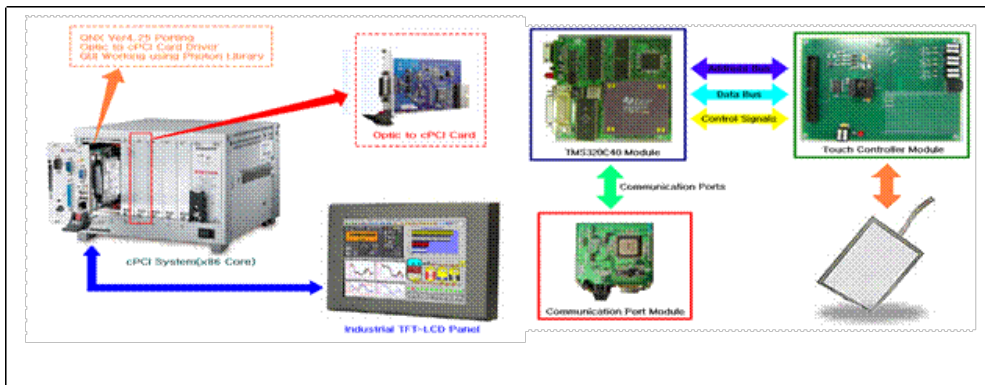 QNX Ver4.25 Porting
Optic to cPCI Card Driver
GUI Working using Photon Library
Optic to cPCI Card
cPCI System(x86 Core)
Industrial TFT-LCD Panel
Address Bus
Data Bus
Control Signals
TMS320C40 Module
Touch Controller Module
Communication Ports
Communication Port Module